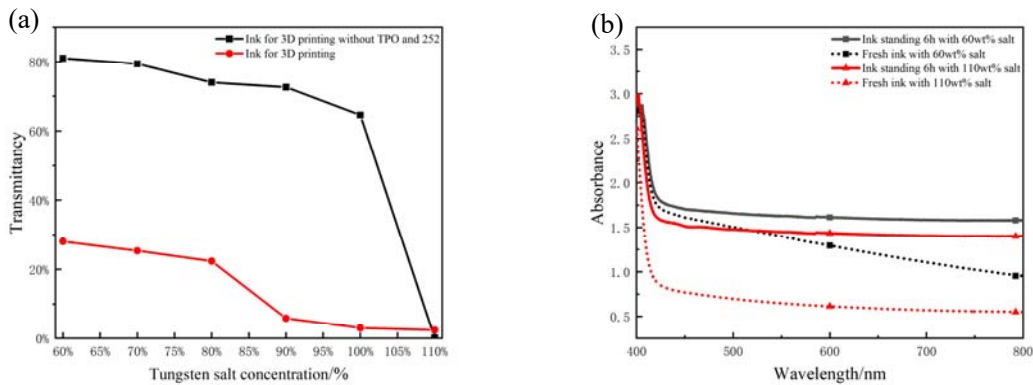 (a)
Ink for 3D printing without TPO and 252
Ink for 3D printing
80%
60%
40%
20%
0%
Transmittancy
60% 65% 70% 75% 80% 85% 90% 95% 100% 105% 110%
Tungsten salt concentration/%
(b)
Ink standing 6h with 60wt% salt
Fresh ink with 60wt% salt
Ink standing 6h with 110wt% salt
Fresh ink with 110wt% salt
3.0
2.5
2.0
1.5
1.0
0.5
Absorbance
400 500 600 700 800
Wavelength/nm